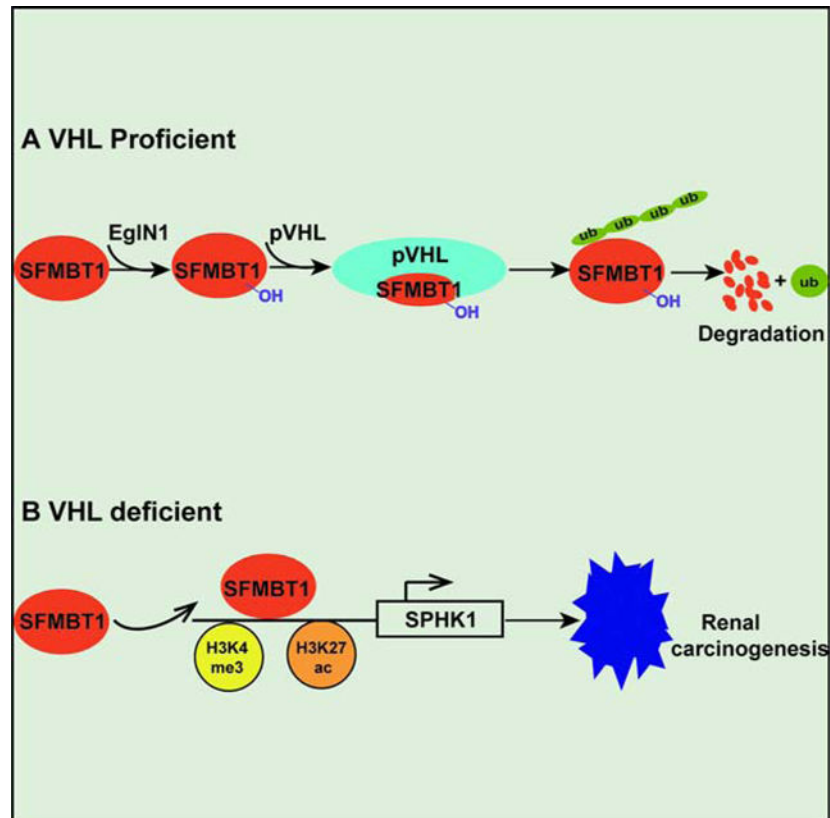 A VHL Proficient
EglN1
pVHL
SFMBT1
SFMBT1
OH
pVHL
SFMBT1
OH
ub ub ub ub
SFMBT1
OH
+ ub
Degradation
B VHL deficient
SFMBT1
SFMBT1
H3K4
me3
H3K27
ac
SPHK1
Renal
carcinogenesis